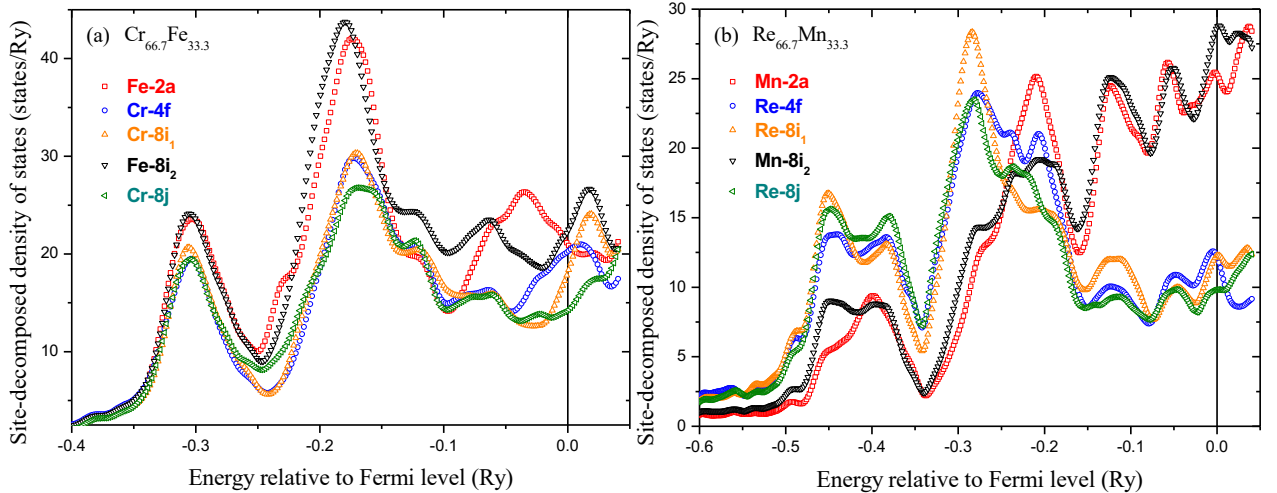 (a) Cr66.7Fe33.3
Fe-2a
Cr-4f
Cr-8i1
Fe-8i2
Cr-8j
Site-decomposed density of states (states/Ry)
40
30
20
10
-0.4 -0.3 -0.2 -0.1 0.0
Energy relative to Fermi level (Ry)
(b) Re66.7Mn33.3
Mn-2a
Re-4f
Re-8i1
Mn-8i2
Re-8j
Site-decomposed density of states (states/Ry)
30
25
20
15
10
5
0
-0.6 -0.5 -0.4 -0.3 -0.2 -0.1 0.0
Energy relative to Fermi level (Ry)